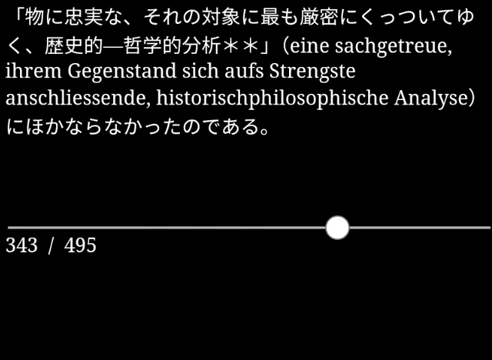 「物に忠実な、それの対象に最も厳密にくっついてゆ
く、歴史的―哲学的分析＊＊」（eine sachgetreue,
ihrem Gegenstand sich aufs Strengste
anschliessende, historischphilosophische Analyse）
にほかならなかったのである。
343 / 495